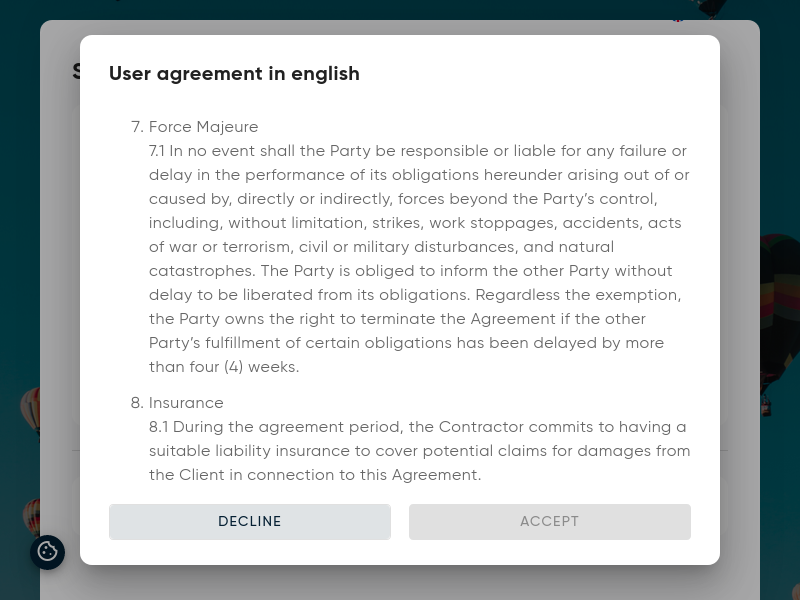 User agreement in english
7. Force Majeure
7.1 In no event shall the Party be responsible or liable for any failure or
delay in the performance of its obligations hereunder arising out of or
caused by, directly or indirectly, forces beyond the Party's control,
including, without limitation, strikes, work stoppages, accidents, acts
of war or terrorism, civil or military disturbances, and natural
catastrophes. The Party is obliged to inform the other Party without
delay to be liberated from its obligations. Regardless the exemption,
the Party owns the right to terminate the Agreement if the other
Party's fulfillment of certain obligations has been delayed by more
than four (4) weeks.
8. Insurance
8.1 During the agreement period, the Contractor commits to having a
suitable liability insurance to cover potential claims for damages from
the Client in connection to this Agreement.
DECLINE
ACCEPT